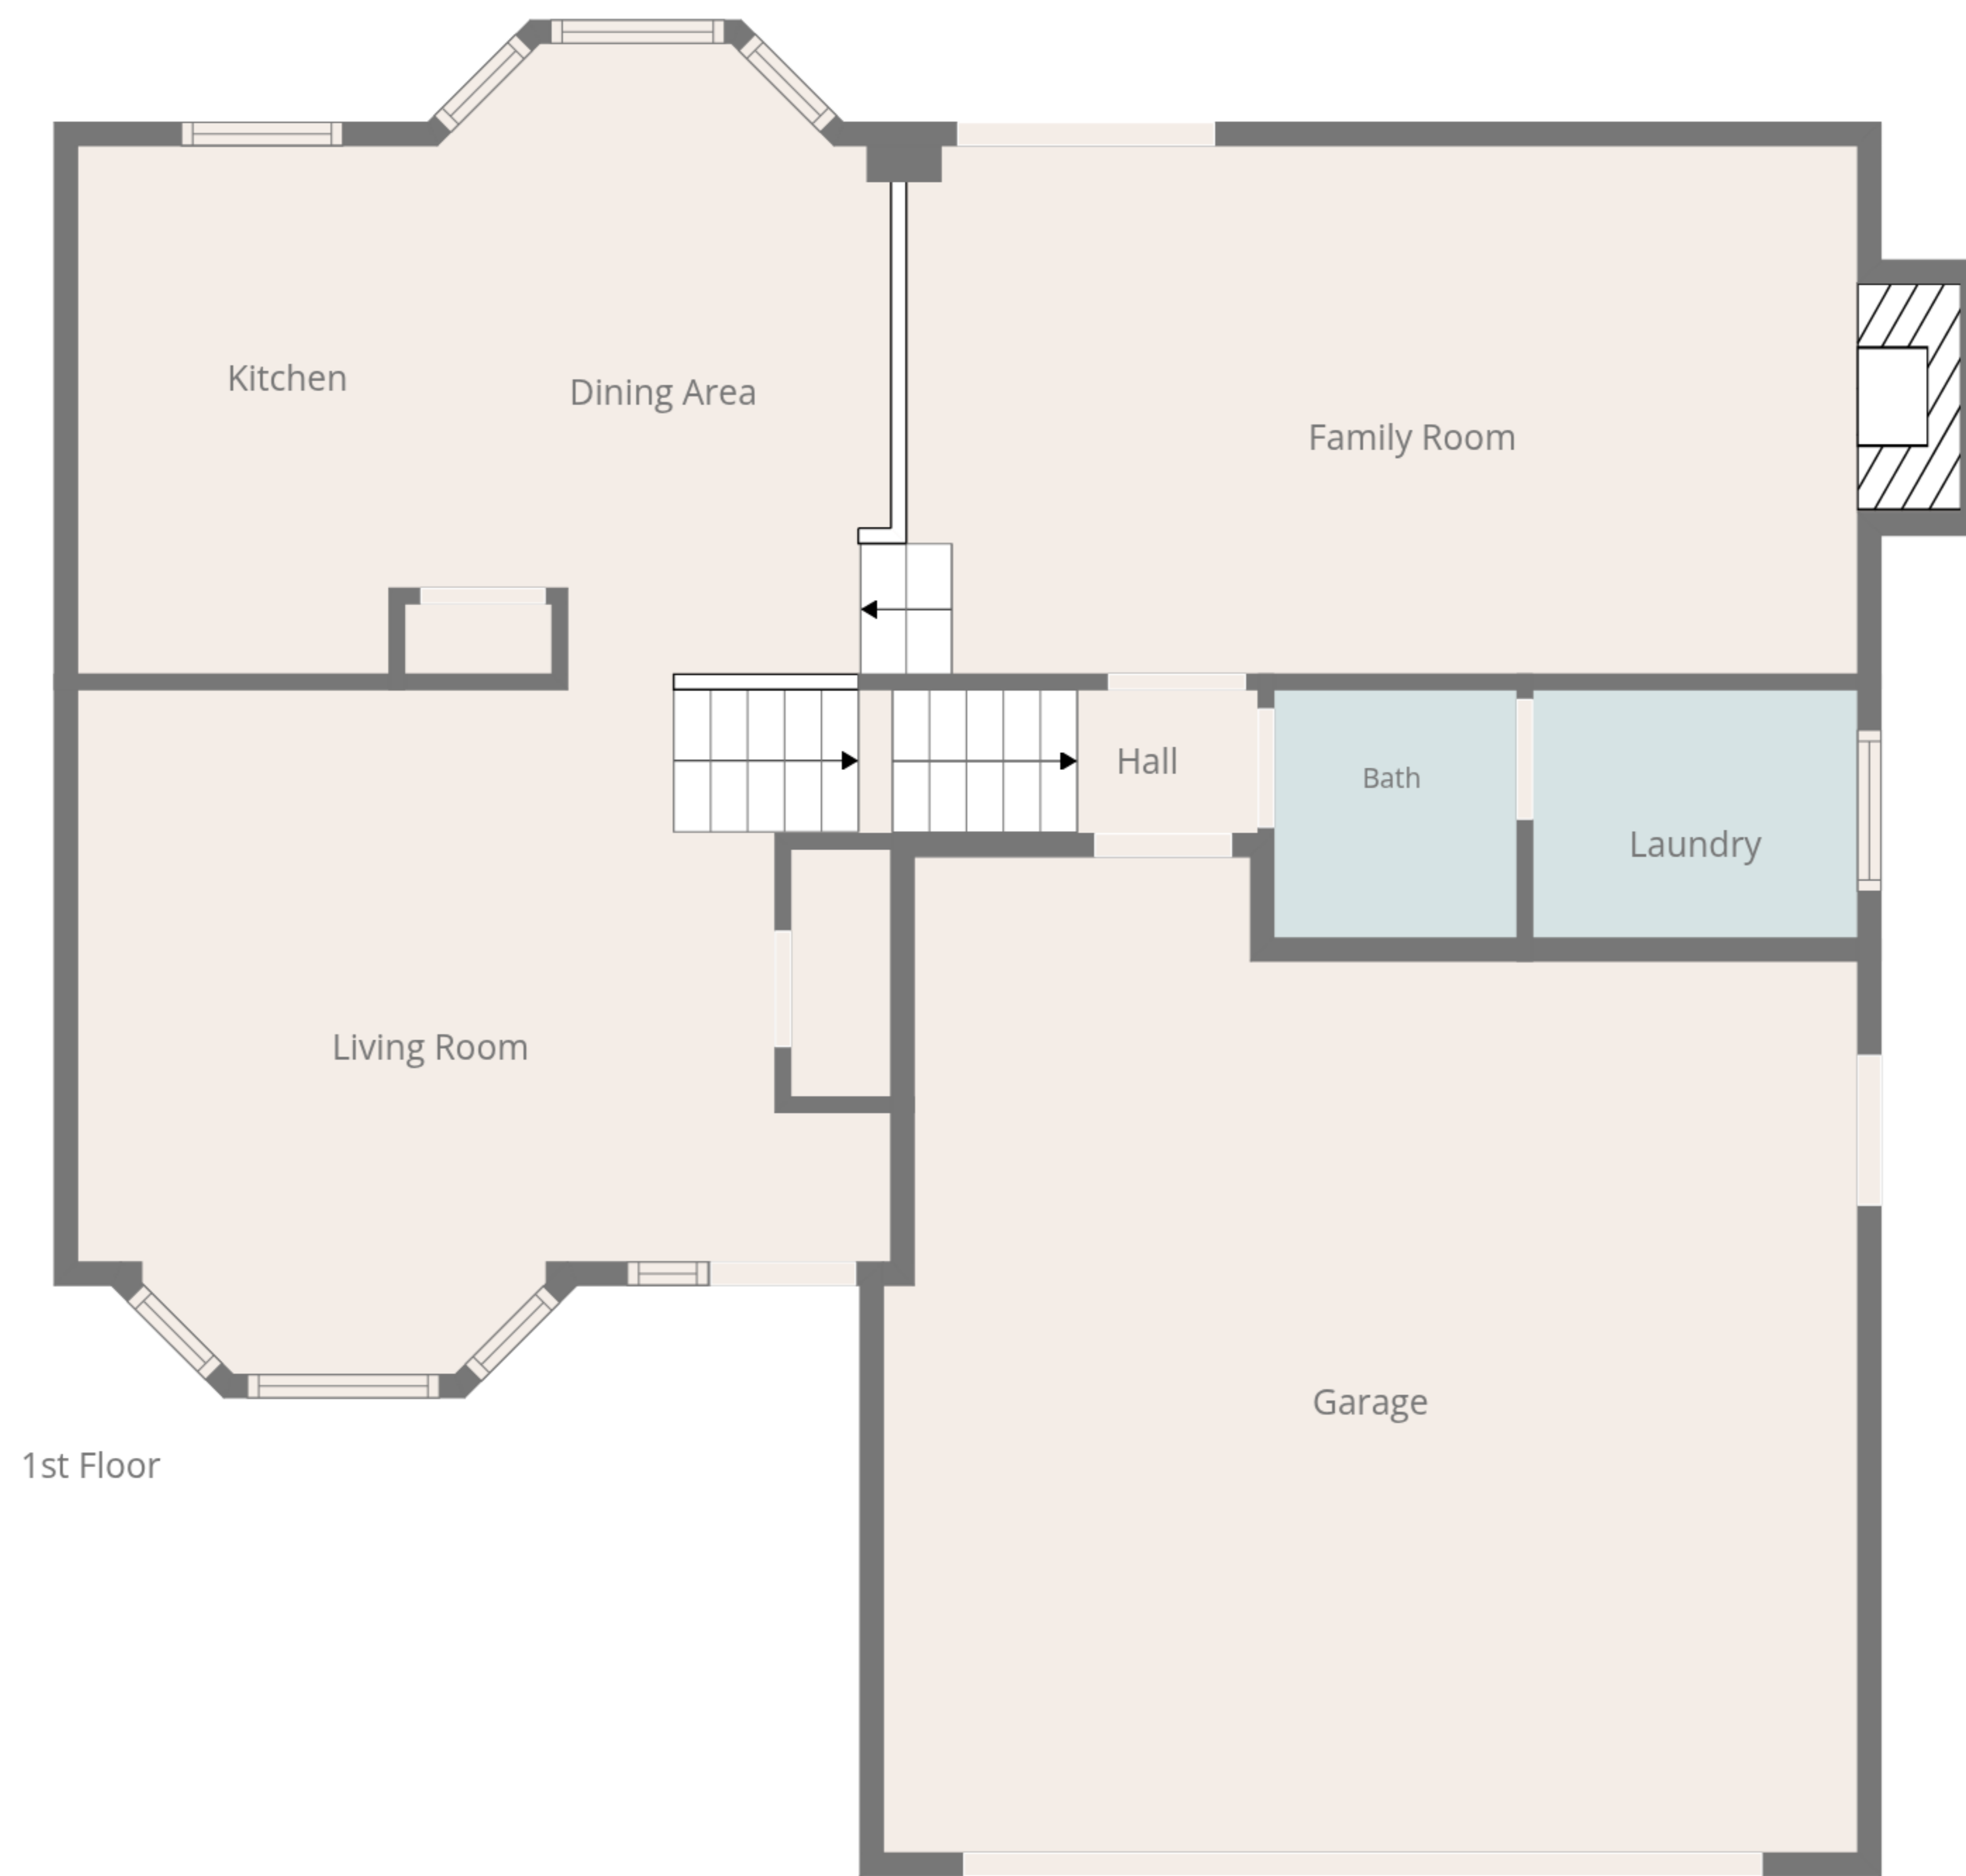 Kitchen
Dining Area
Family Room
Hall
Bath
Laundry
Living Room
Garage
1st Floor